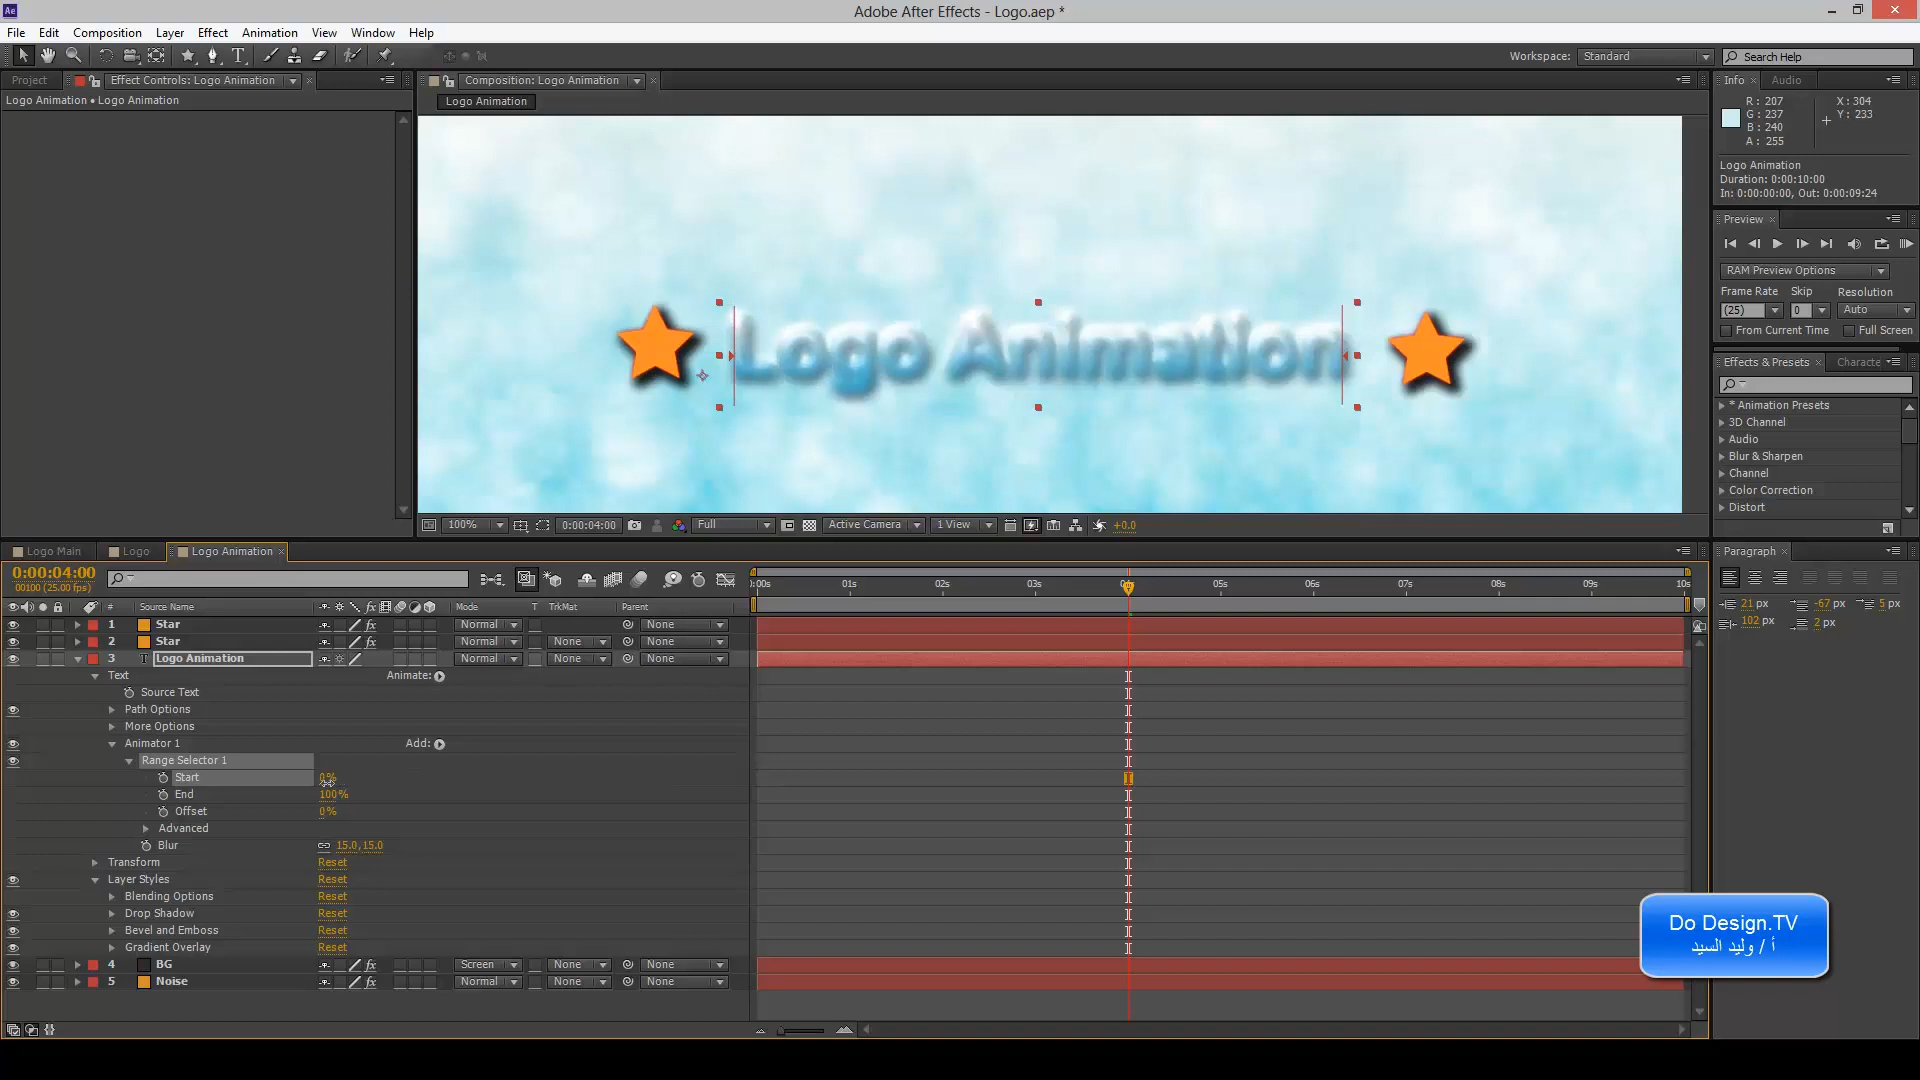 Adobe After Effects - Logo.aep *
File Edit Composition Layer Effect Animation View Window Help
Workspace: Standard Search Help
Project Effect Controls: Logo Animation Composition: Logo Animation Info Audio
Logo Animation • Logo Animation
Logo Animation
R: 207 X: 304
G: 237 Y: 233
B: 240
A: 255
Logo Animation
Duration: 0:00:10:00
In: 0:00:00:00, Out: 0:00:09:24
Preview
RAM Preview Options
Frame Rate Skip Resolution
(25) 0 Auto
From Current Time Full Screen
Effects & Presets Characte
* Animation Presets
3D Channel
Audio
Blur & Sharpen
Channel
Color Correction
Distort
Logo Animation
100% 0:00:04:00 Full Active Camera 1 View +0.0
Logo Main Logo Logo Animation
Paragraph
21 px -67 px 5 px
102 px 2 px
0:00:04:00
00100 (25.00 fps)
:00s 01s 02s 03s 05s 06s 07s 08s 09s 10s
# Source Name Mode T TrkMat Parent
1 Star Normal None
2 Star Normal None None
3 T Logo Animation Normal None None
Text Animate:
Source Text
Path Options
More Options
Animator 1 Add:
Range Selector 1
Start 0%
End 100%
Offset 0%
Advanced
Blur 15.0,15.0
Transform Reset
Layer Styles Reset
Blending Options Reset
Drop Shadow Reset
Bevel and Emboss Reset
Gradient Overlay Reset
4 BG Screen None None
5 Noise Normal None None
Do Design.TV
أ / وليد السيد